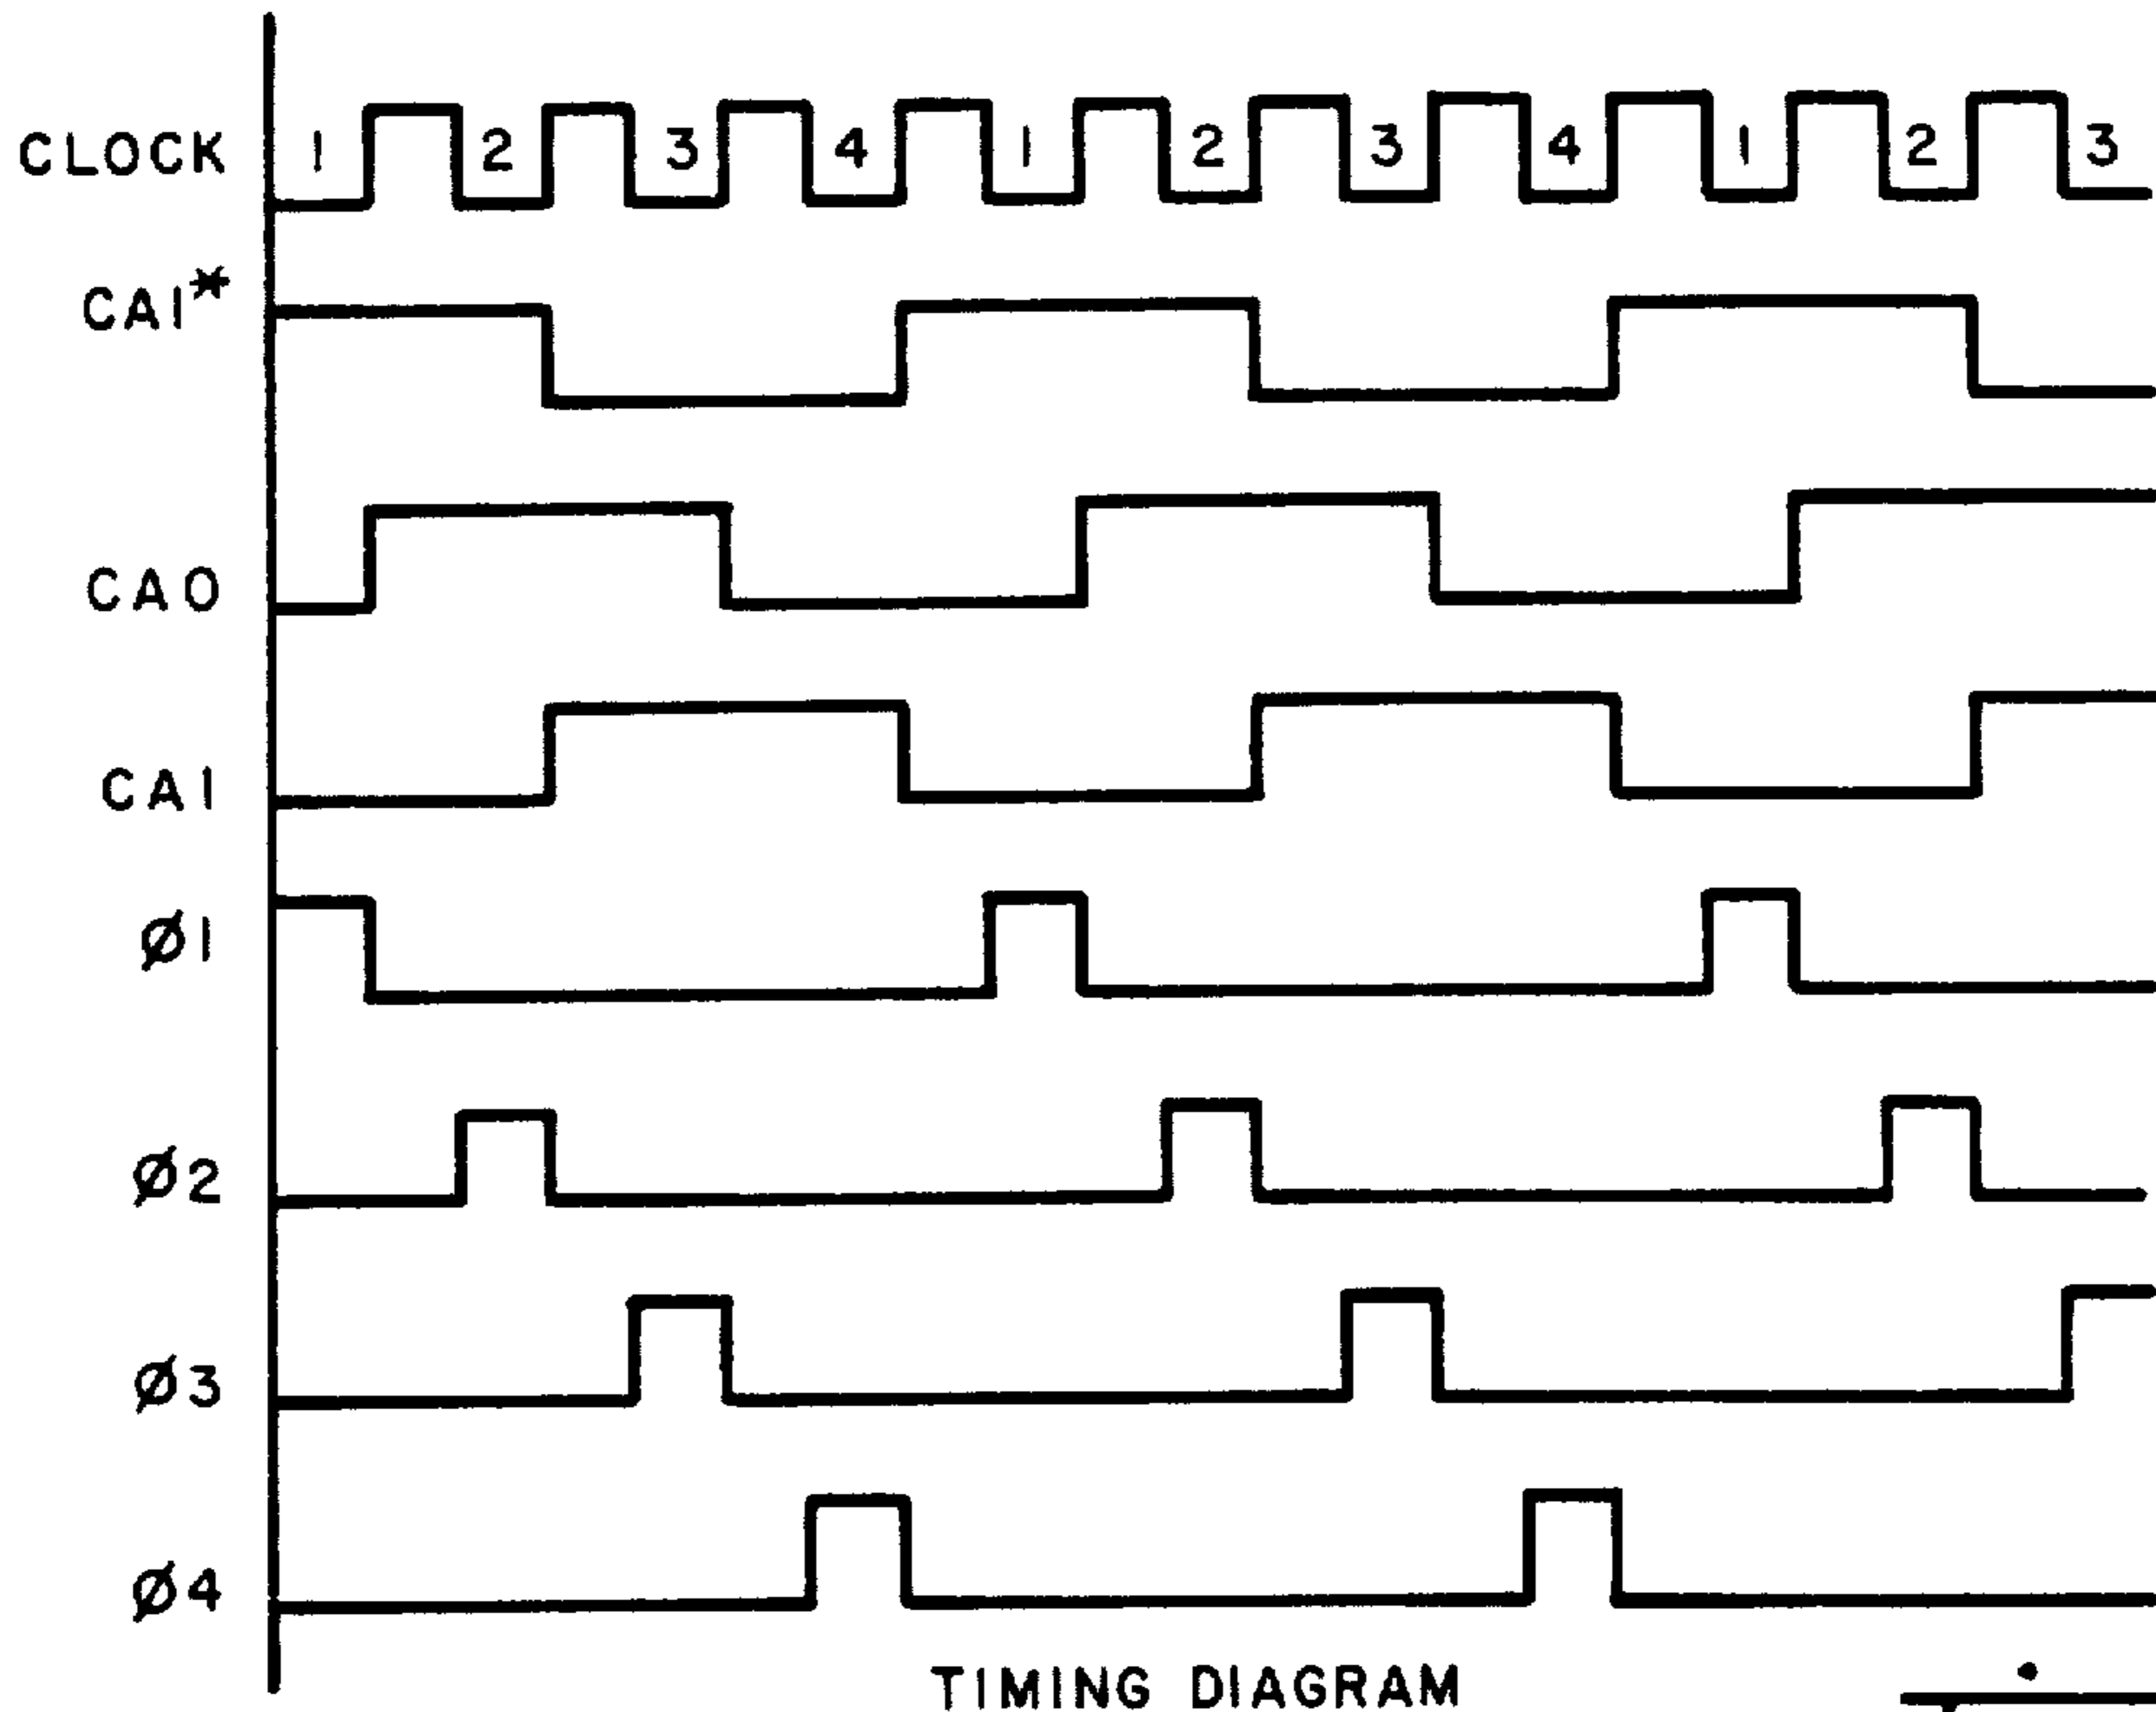 CLOCK 1 2 3 4 1 2 3 4 1 2 3
CA1*
CA0
CA1
Ø1
Ø2
Ø3
Ø4
TIMING DIAGRAM